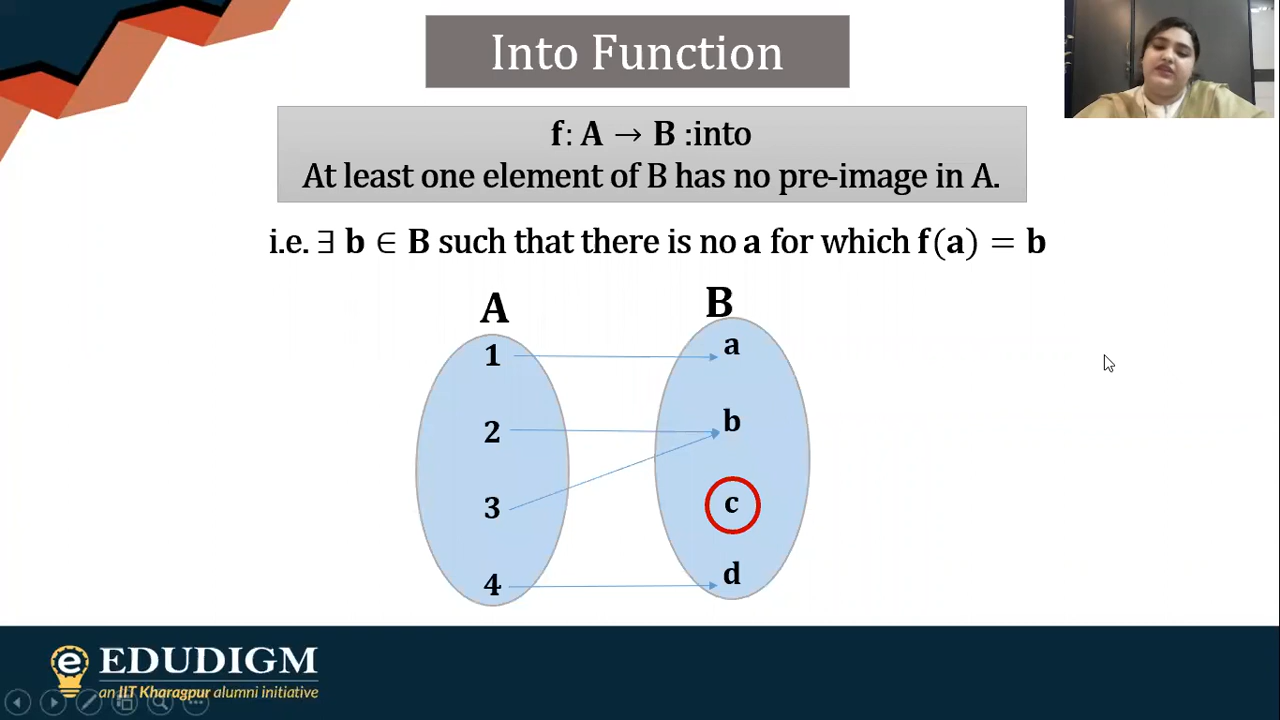 Into Function
f: A → B :into
At least one element of B has no pre-image in A.
i.e. ∃ b ∈ B such that there is no a for which f(a) = b
A B
1 a
2 b
3 c
4 d
e EDUDIGM
an IIT Kharagpur alumni initiative